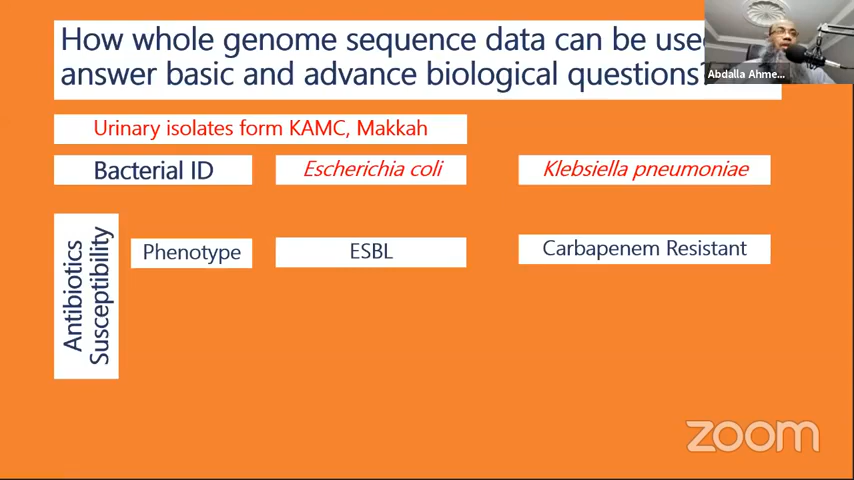 How whole genome sequence data can be use
answer basic and advance biological questions?
Abdalla Ahme...
Urinary isolates form KAMC, Makkah
Bacterial ID
Escherichia coli
Klebsiella pneumoniae
Antibiotics
Susceptibility
Phenotype
ESBL
Carbapenem Resistant
zoom